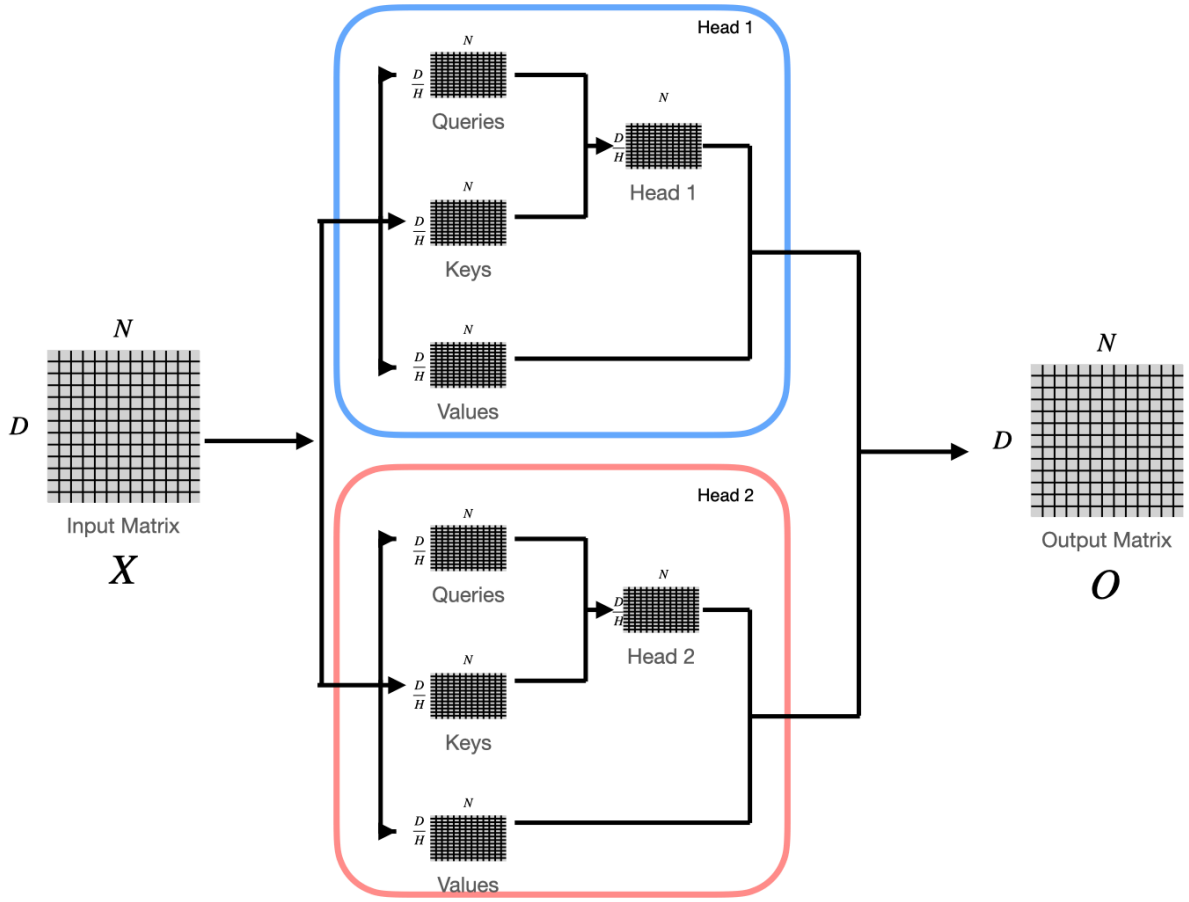 Head 1
N
D/H
Queries
N
D/H
Keys
N
D/H
Values
N
D/H
Head 1
N
D
Input Matrix
X
Head 2
N
D/H
Queries
N
D/H
Keys
N
D/H
Values
N
D/H
Head 2
N
D
Output Matrix
O